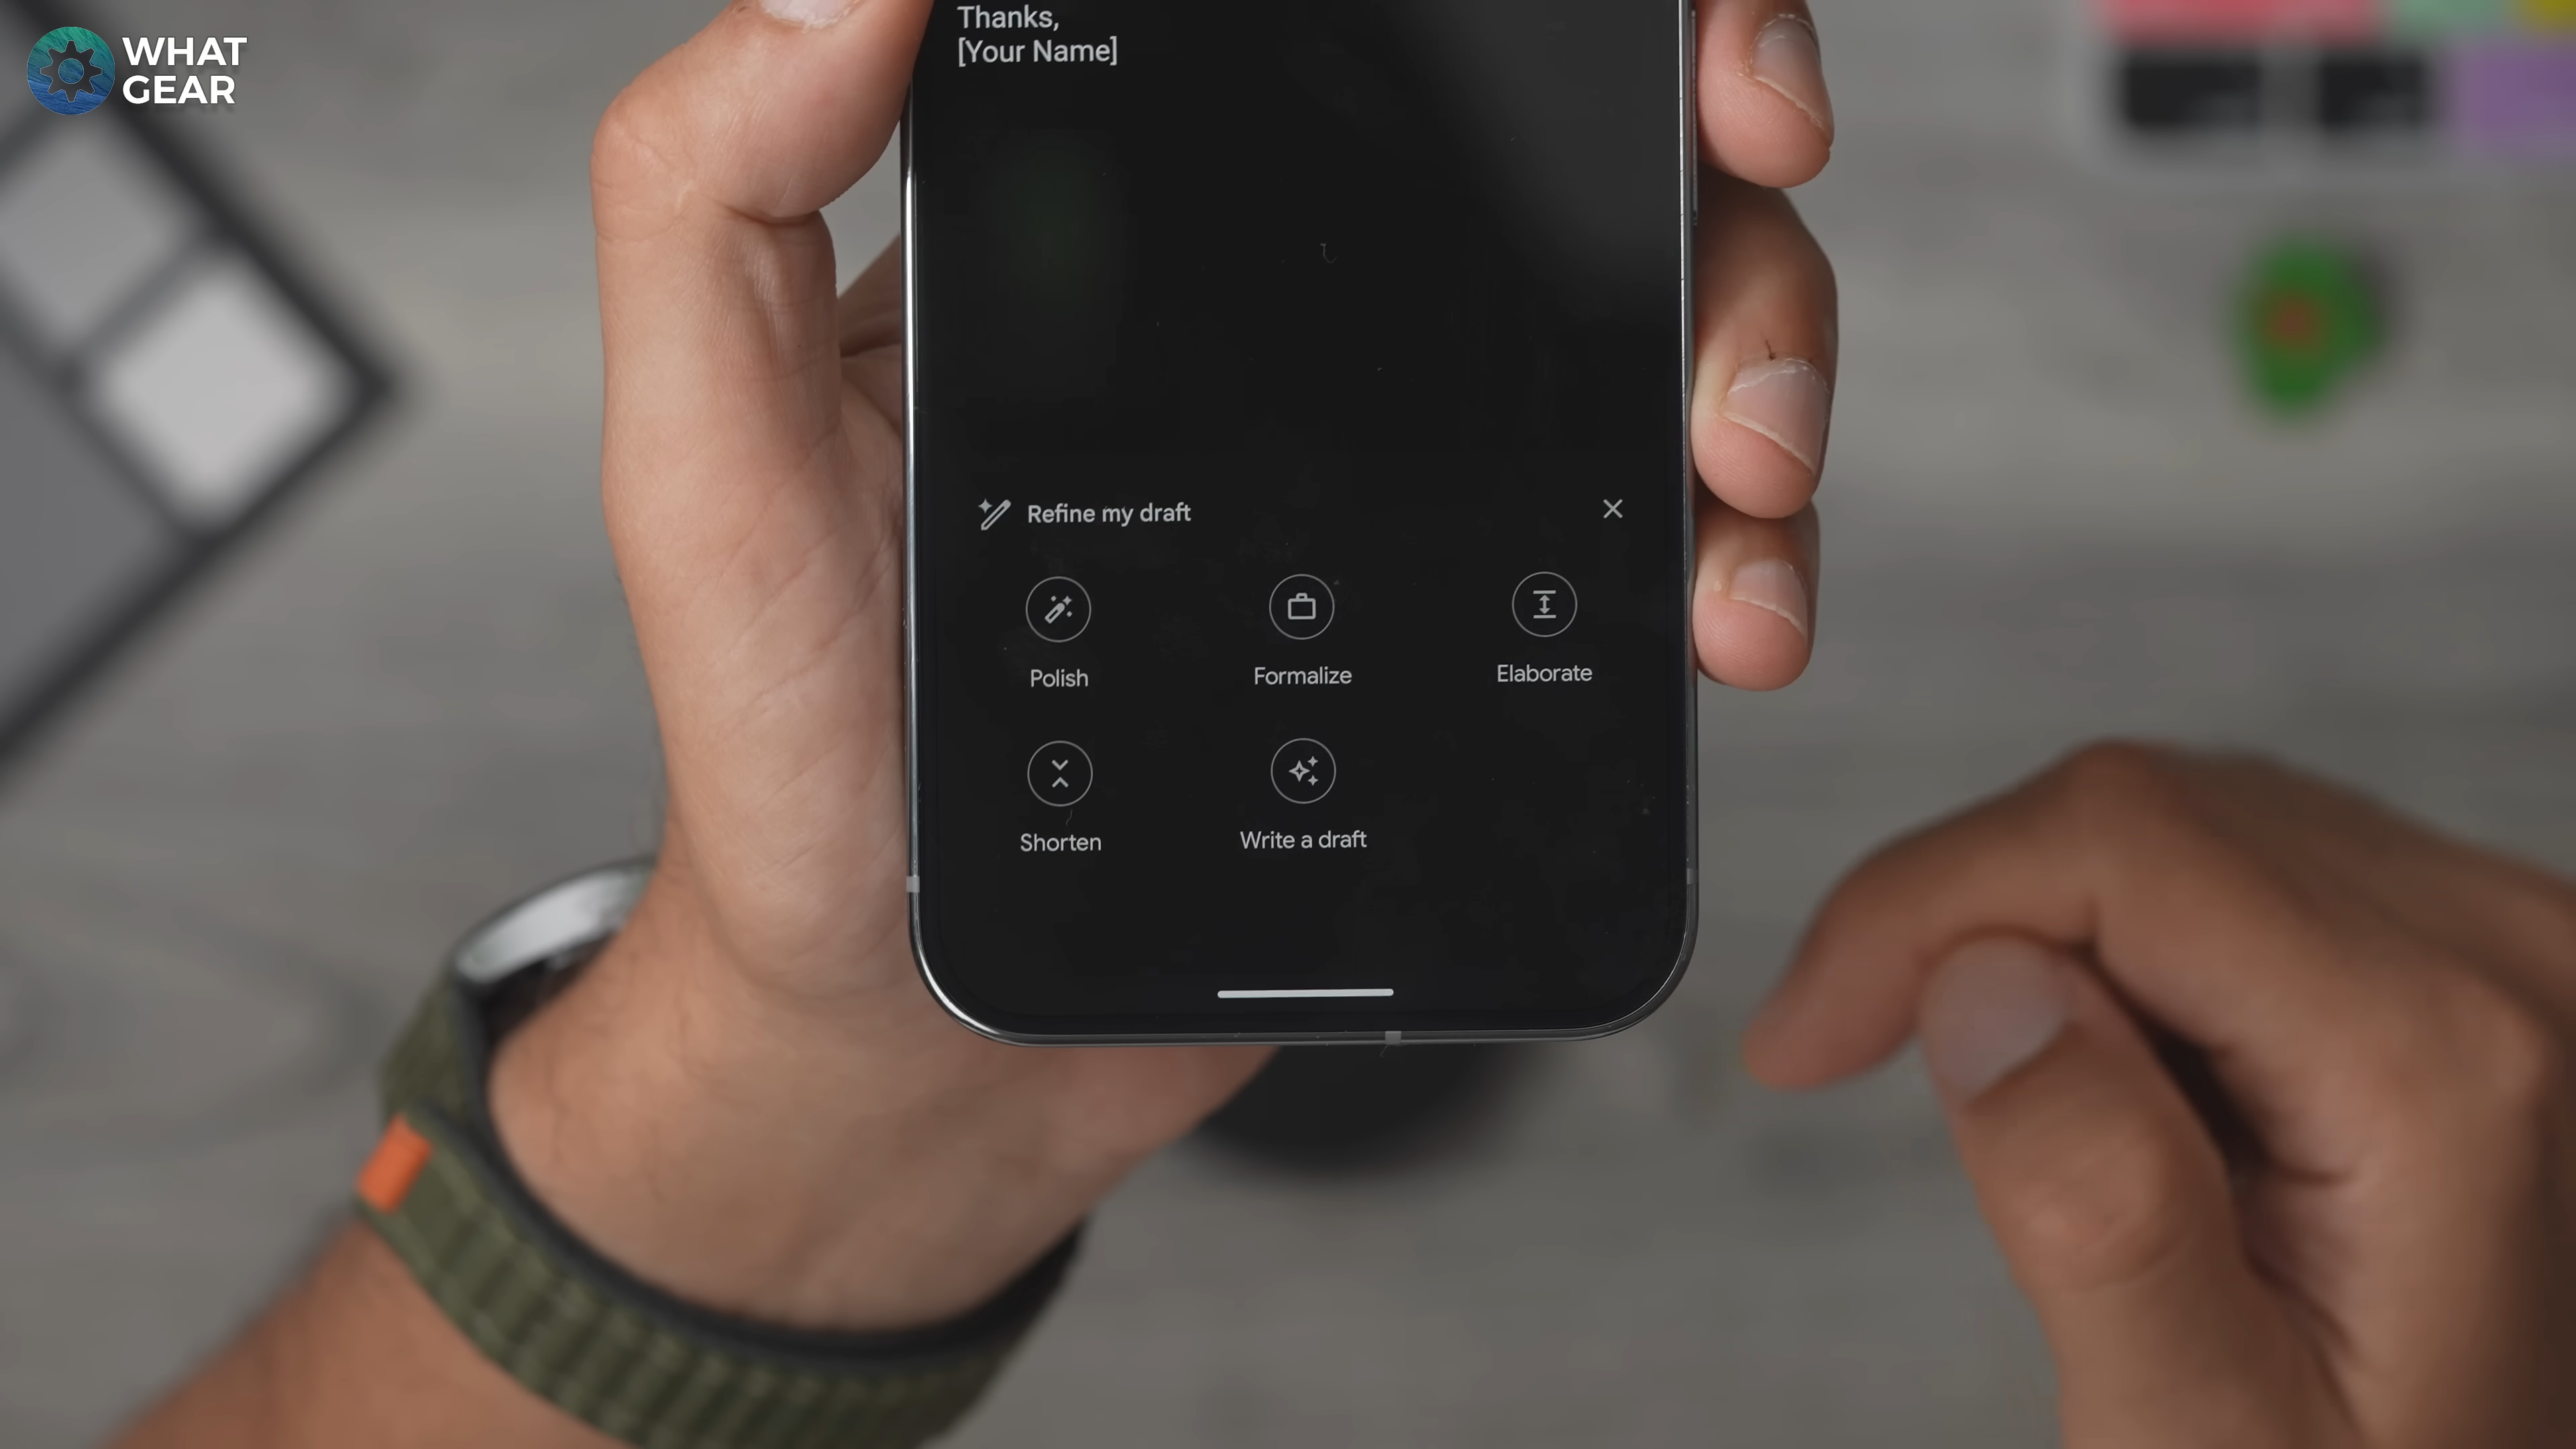 WHAT
GEAR
Thanks,
[Your Name]
Refine my draft
Polish
Formalize
Elaborate
Shorten
Write a draft